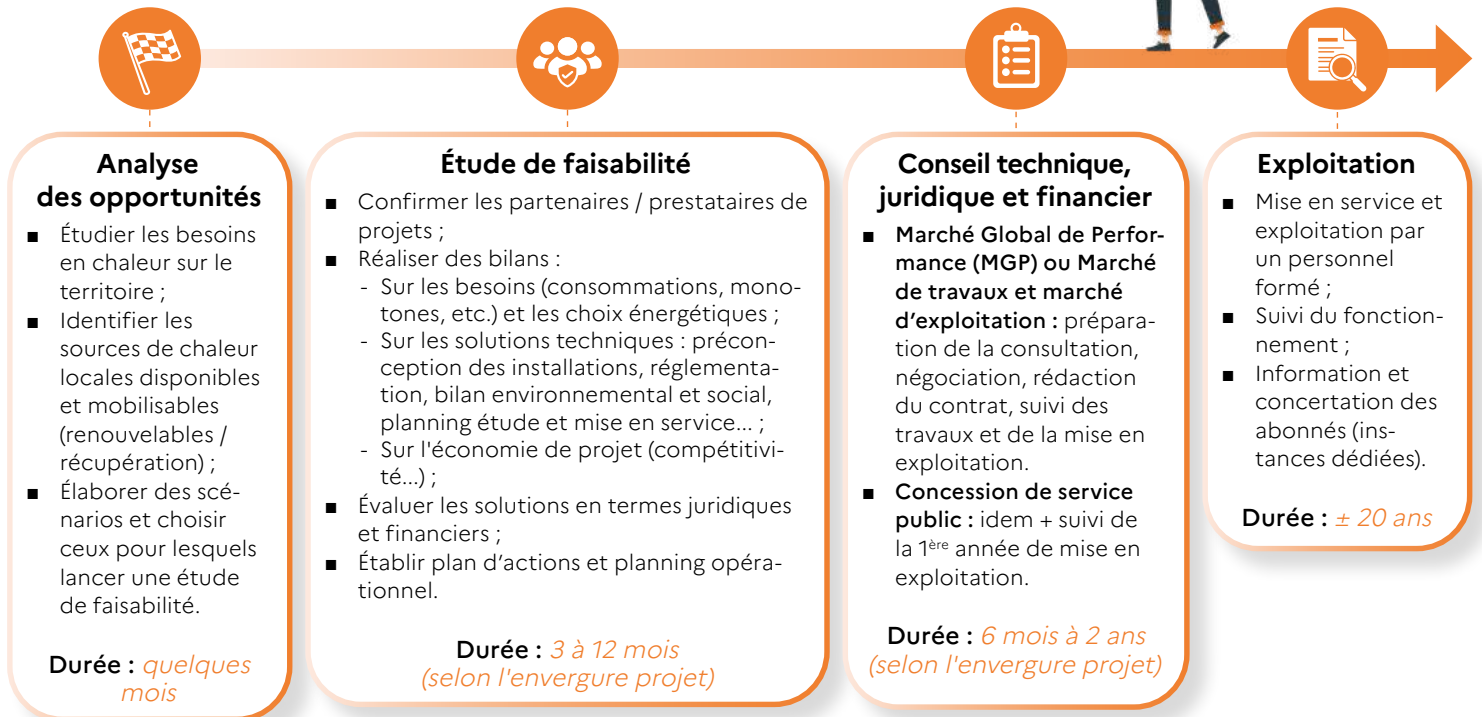 Analyse
des opportunités
■ Étudier les besoins
en chaleur sur le
territoire ;
■ Identifier les
sources de chaleur
locales disponibles
et mobilisables
(renouvelables /
récupération) ;
■ Élaborer des scé-
narios et choisir
ceux pour lesquels
lancer une étude
de faisabilité.
Durée : quelques
mois
Étude de faisabilité
■ Confirmer les partenaires / prestataires de
projets ;
■ Réaliser des bilans :
- Sur les besoins (consommations, mono-
tones, etc.) et les choix énergétiques ;
- Sur les solutions techniques : précon-
ception des installations, réglementa-
tion, bilan environnemental et social,
planning étude et mise en service... ;
- Sur l'économie de projet (compétitivi-
té...) ;
■ Évaluer les solutions en termes juridiques
et financiers ;
■ Établir plan d’actions et planning opéra-
tionnel.
Durée : 3 à 12 mois
(selon l'envergure projet)
Conseil technique,
juridique et financier
■ Marché Global de Perfor-
mance (MGP) ou Marché
de travaux et marché
d’exploitation : prépara-
tion de la consultation,
négociation, rédaction
du contrat, suivi des
travaux et de la mise en
exploitation.
■ Concession de service
public : idem + suivi de
la 1ère année de mise en
exploitation.
Durée : 6 mois à 2 ans
(selon l'envergure projet)
Exploitation
■ Mise en service et
exploitation par
un personnel
formé ;
■ Suivi du fonction-
nement ;
■ Information et
concertation des
abonnés (ins-
tances dédiées).
Durée : ± 20 ans